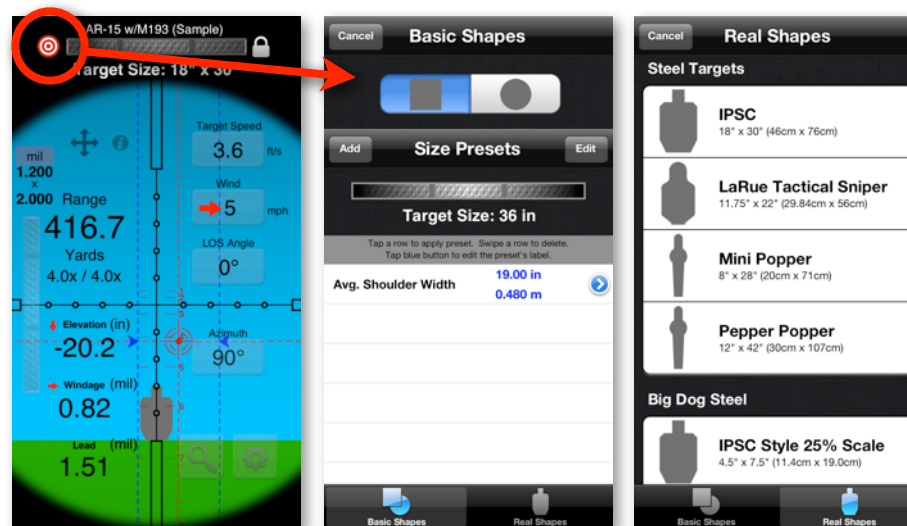 AR-15 w/M193 (Sample)
Target Size: 18" x 30"
Target Speed
3.6 ft/s
mil
1.200
x
2.000
Range
416.7
Yards
4.0x / 4.0x
Wind
5 mph
LOS Angle
0°
Elevation (in)
-20.2
Azimuth
90°
Windage (mil)
0.82
Lead (mil)
1.51
Cancel
Basic Shapes
Add
Size Presets
Edit
Target Size: 36 in
Tap a row to apply preset. Swipe a row to delete.
Tap blue button to edit the preset's label.
Avg. Shoulder Width
19.00 in
0.480 m
Basic Shapes
Real Shapes
Cancel
Real Shapes
Steel Targets
IPSC
18" x 30" (46cm x 76cm)
LaRue Tactical Sniper
11.75" x 22" (29.84cm x 56cm)
Mini Popper
8" x 28" (20cm x 71cm)
Pepper Popper
12" x 42" (30cm x 107cm)
Big Dog Steel
IPSC Style 25% Scale
4.5" x 7.5" (11.4cm x 19.0cm)
Basic Shapes
Real Shapes